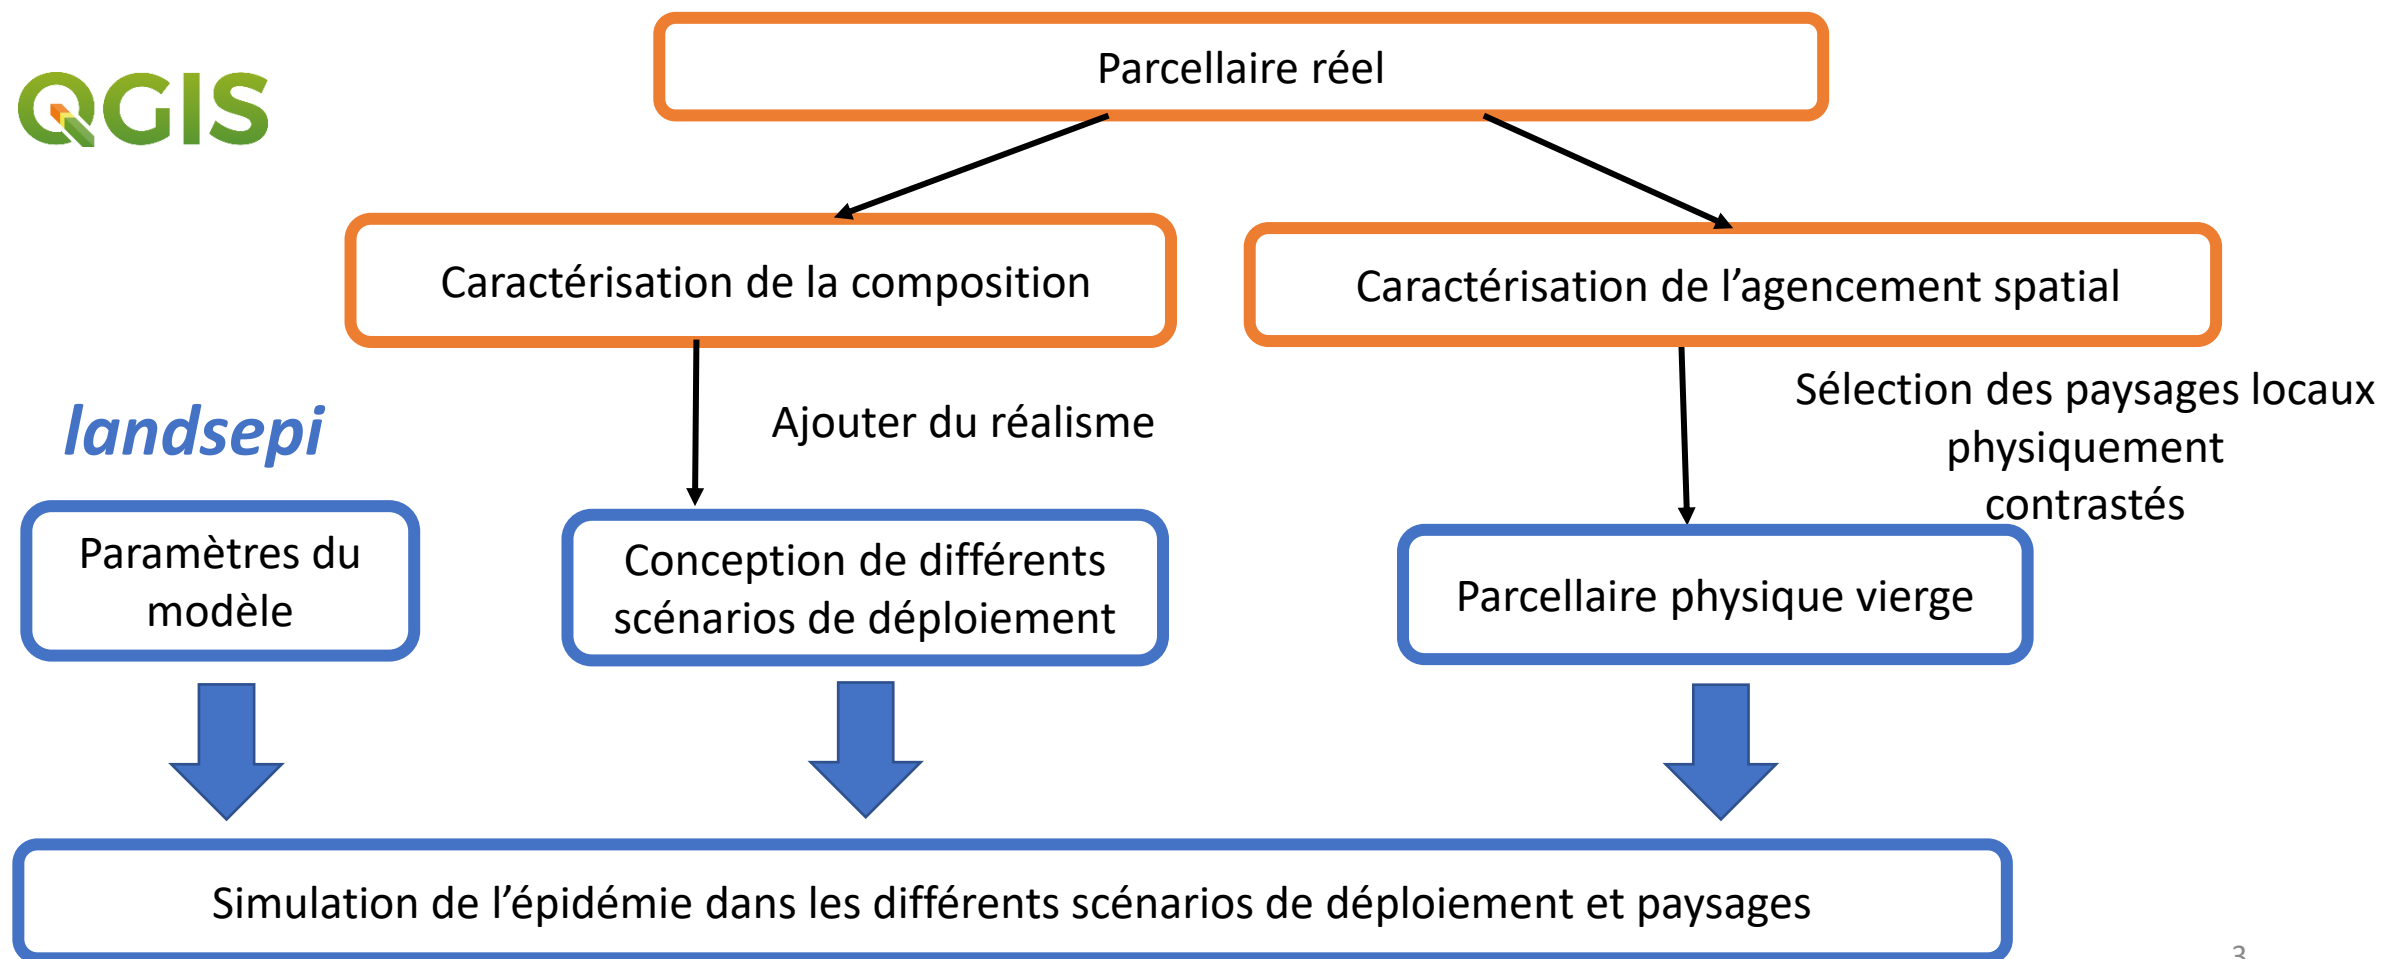 Parcellaire réel
QGIS
Caractérisation de la composition
Caractérisation de l’agencement spatial
Ajouter du réalisme
Sélection des paysages locaux
physiquement
contrastés
landsepi
Paramètres du
modèle
Conception de différents
scénarios de déploiement
Parcellaire physique vierge
Simulation de l’épidémie dans les différents scénarios de déploiement et paysages
3